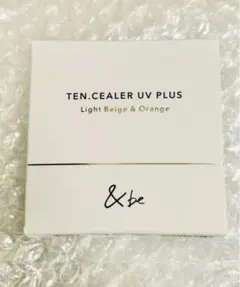 TEN.CEALER UV PLUS
Light Beige & Orange
&be